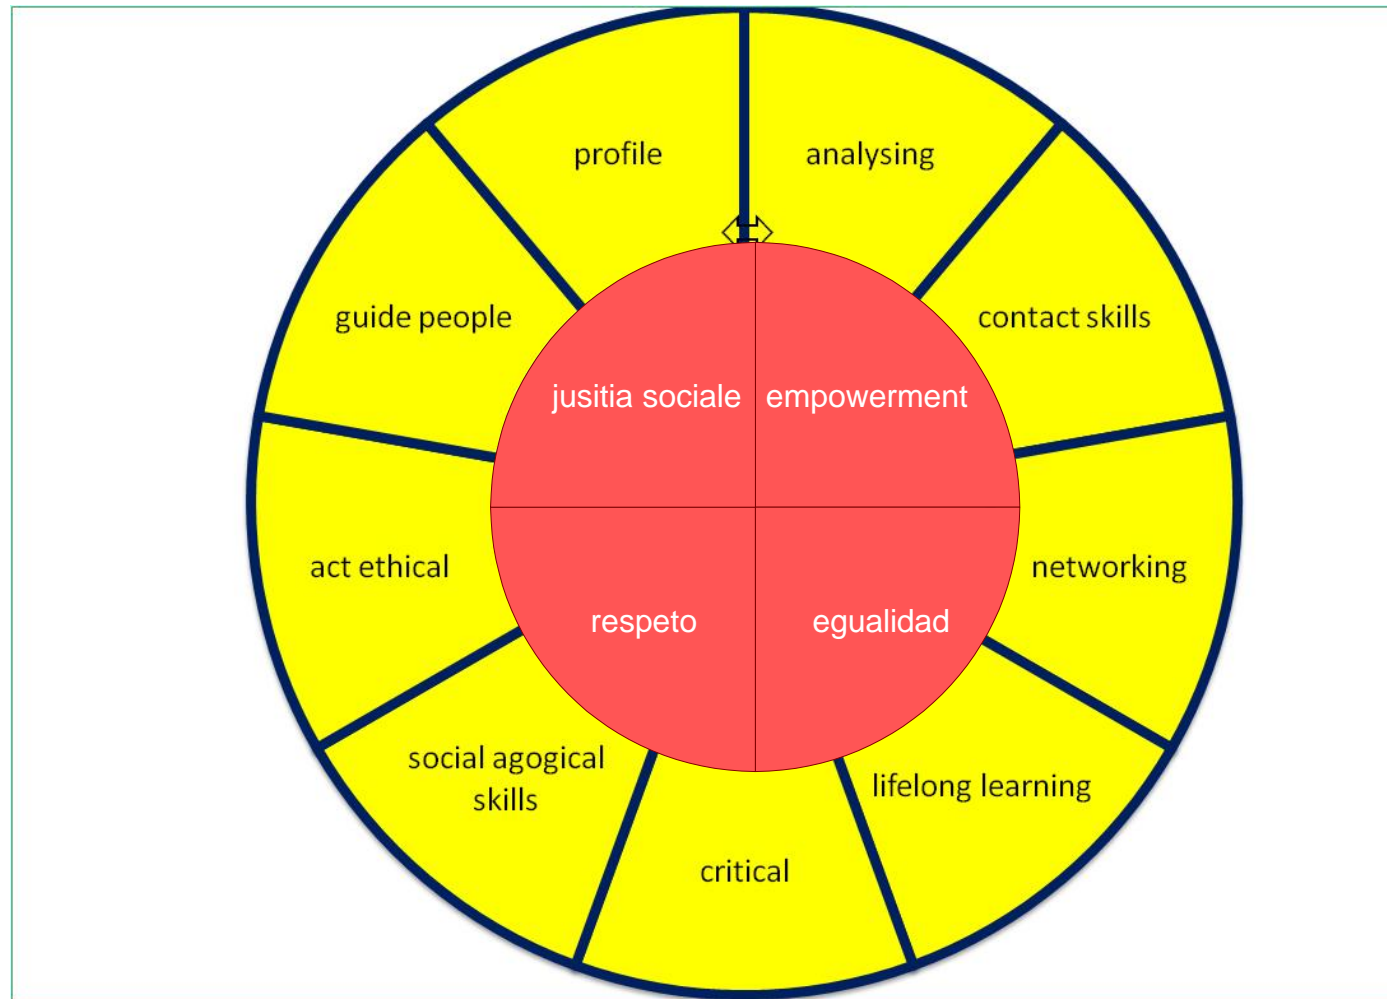 profile
analysing
guide people
contact skills
jusitia sociale
empowerment
act ethical
networking
respeto
egualidad
social agogical
skills
lifelong learning
critical